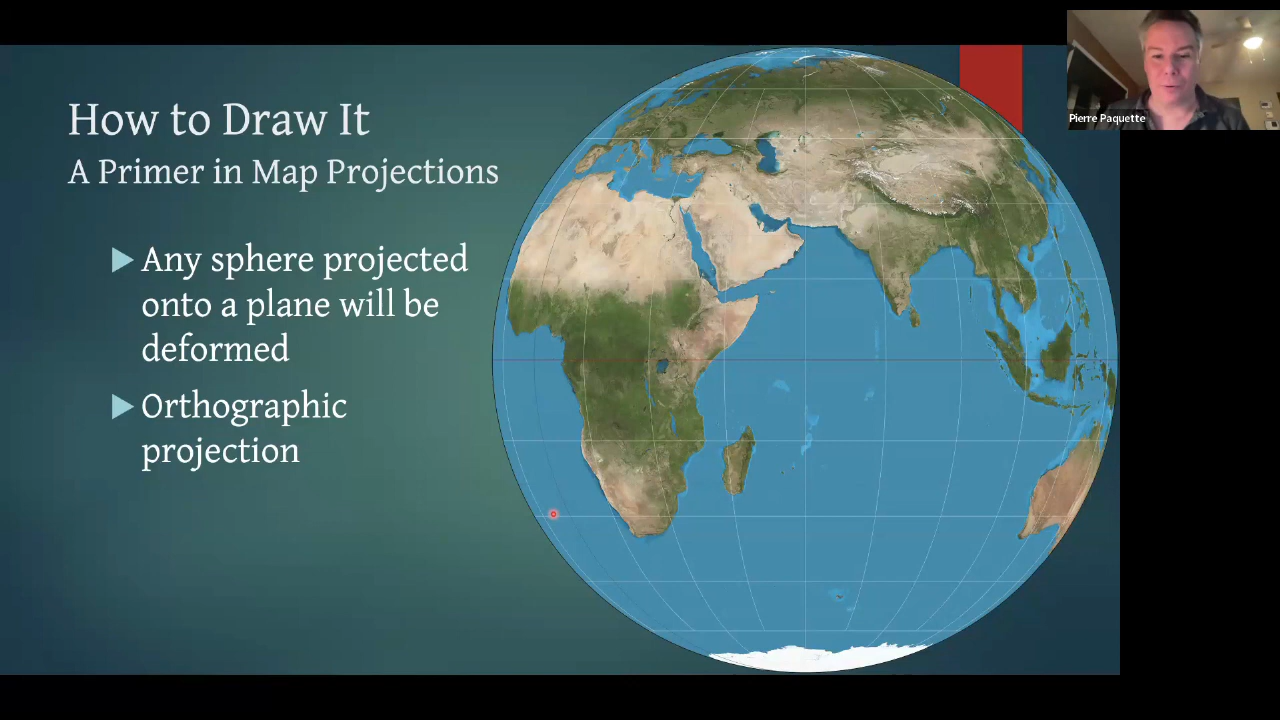 How to Draw It
A Primer in Map Projections
Any sphere projected
onto a plane will be
deformed
Orthographic
projection
Pierre Paquette